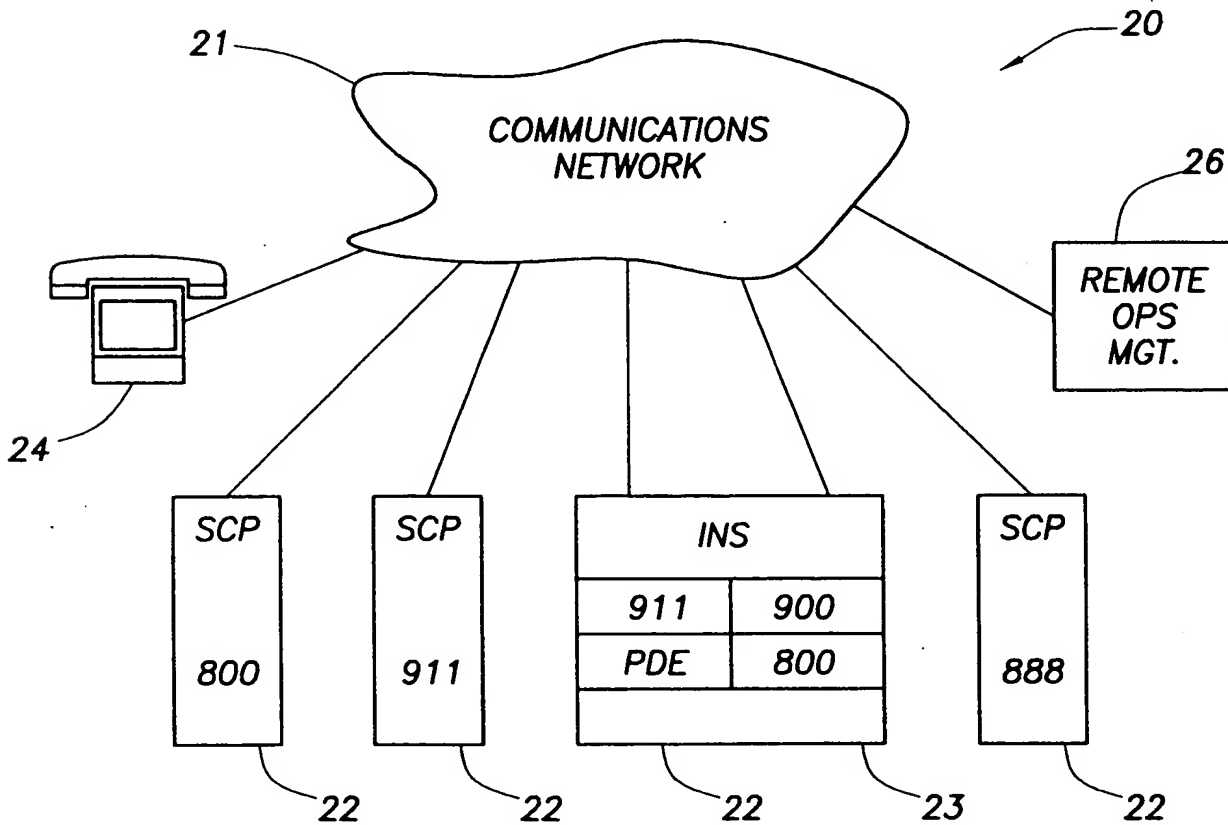 20
21
COMMUNICATIONS
NETWORK
26
REMOTE
OPS
MGT.
24
SCP
800
SCP
911
INS
911 900
PDE 800
SCP
888
22
22
22
23
22